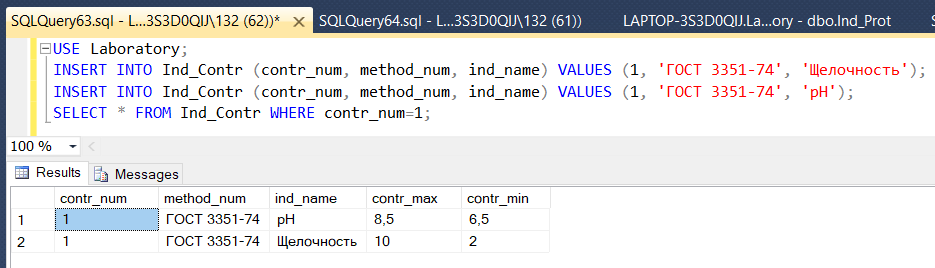 SQLQuery63.sql - L...3S3D0QIJ\132 (62))* SQLQuery64.sql - L...3S3D0QIJ\132 (61)) LAPTOP-3S3D0QIJ.La...ory - dbo.Ind_Prot
USE Laboratory;
INSERT INTO Ind_Contr (contr_num, method_num, ind_name) VALUES (1, 'ГОСТ 3351-74', 'Щелочность');
INSERT INTO Ind_Contr (contr_num, method_num, ind_name) VALUES (1, 'ГОСТ 3351-74', 'pH');
SELECT * FROM Ind_Contr WHERE contr_num=1;
100 %
Results Messages
contr_num method_num ind_name contr_max contr_min
1 1 ГОСТ 3351-74 pH 8,5 6,5
2 1 ГОСТ 3351-74 Щелочность 10 2